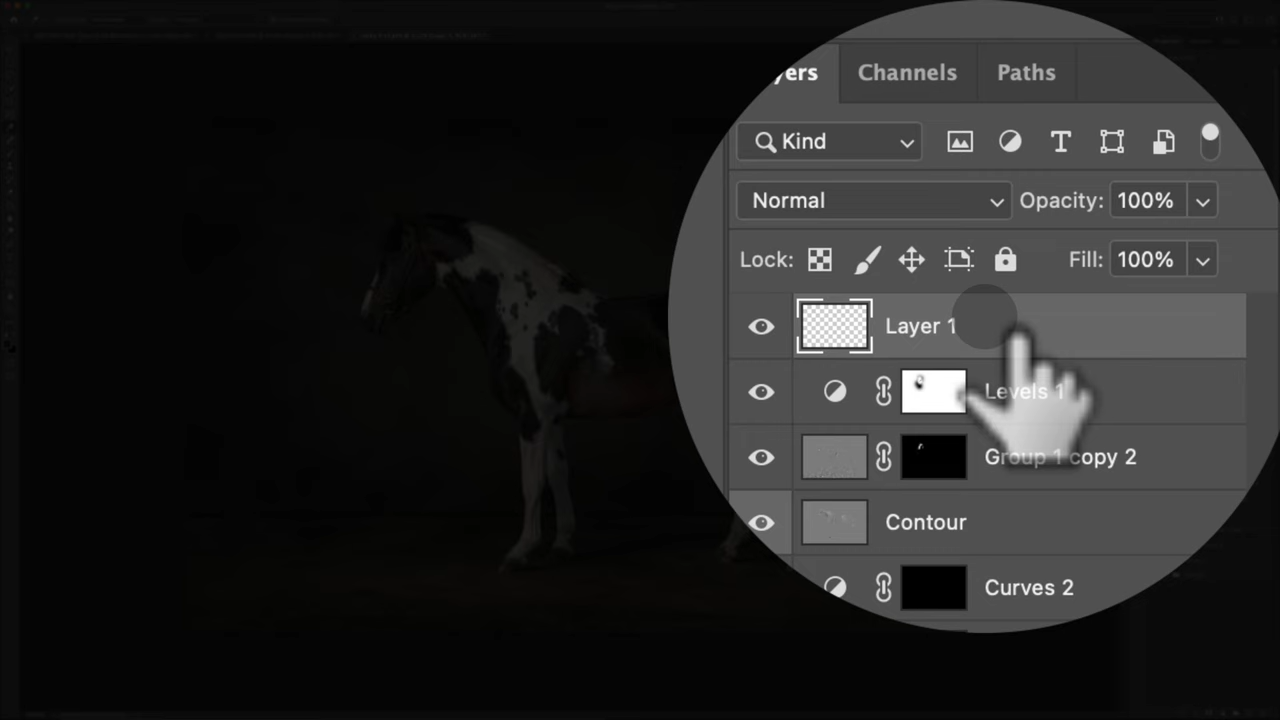 yers Channels Paths
Kind
Normal Opacity: 100%
Lock: Fill: 100%
Layer 1
Levels 1
Group 1 copy 2
Contour
Curves 2